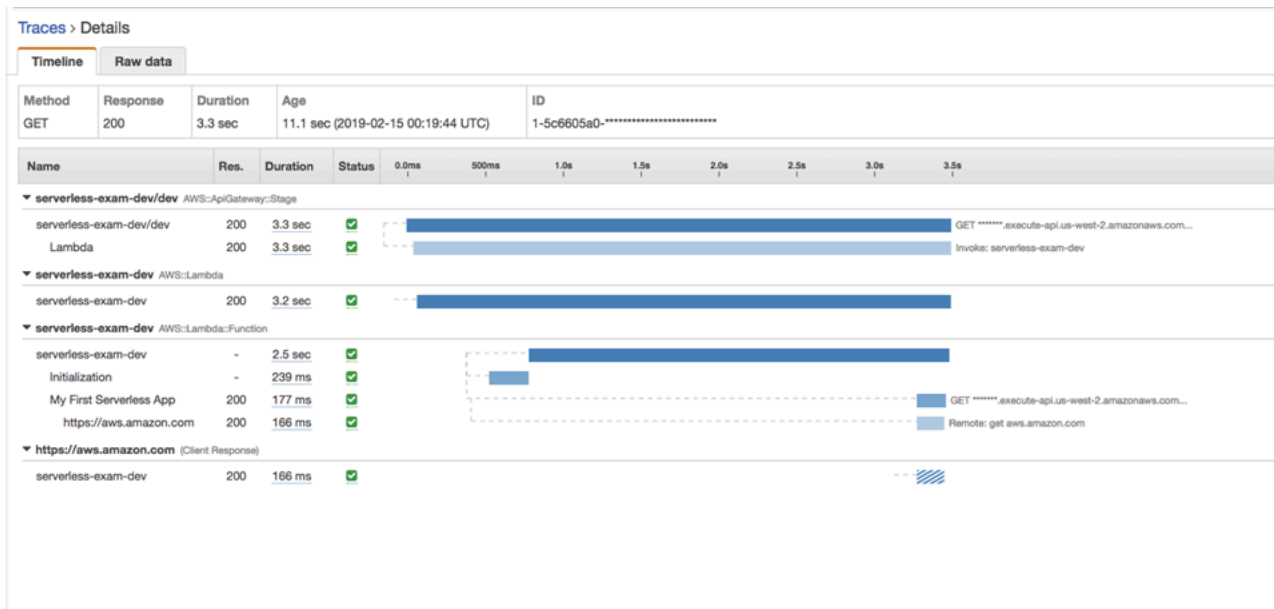 Traces > Details
Timeline Raw data
Method Response Duration Age ID
GET 200 3.3 sec 11.1 sec (2019-02-15 00:19:44 UTC) 1-5c6605a0-************************
Name Res. Duration Status 0.0ms 500ms 1.0s 1.5s 2.0s 2.5s 3.0s 3.5s
serverless-exam-dev/dev AWS::ApiGateway::Stage
serverless-exam-dev/dev 200 3.3 sec GET *******.execute-api.us-west-2.amazonaws.com...
Lambda 200 3.3 sec Invoke: serverless-exam-dev
serverless-exam-dev AWS::Lambda
serverless-exam-dev 200 3.2 sec
serverless-exam-dev AWS::Lambda::Function
serverless-exam-dev - 2.5 sec
Initialization - 239 ms
My First Serverless App 200 177 ms GET *******.execute-api.us-west-2.amazonaws.com...
https://aws.amazon.com 200 166 ms Remote: get aws.amazon.com
https://aws.amazon.com (Client Response)
serverless-exam-dev 200 166 ms